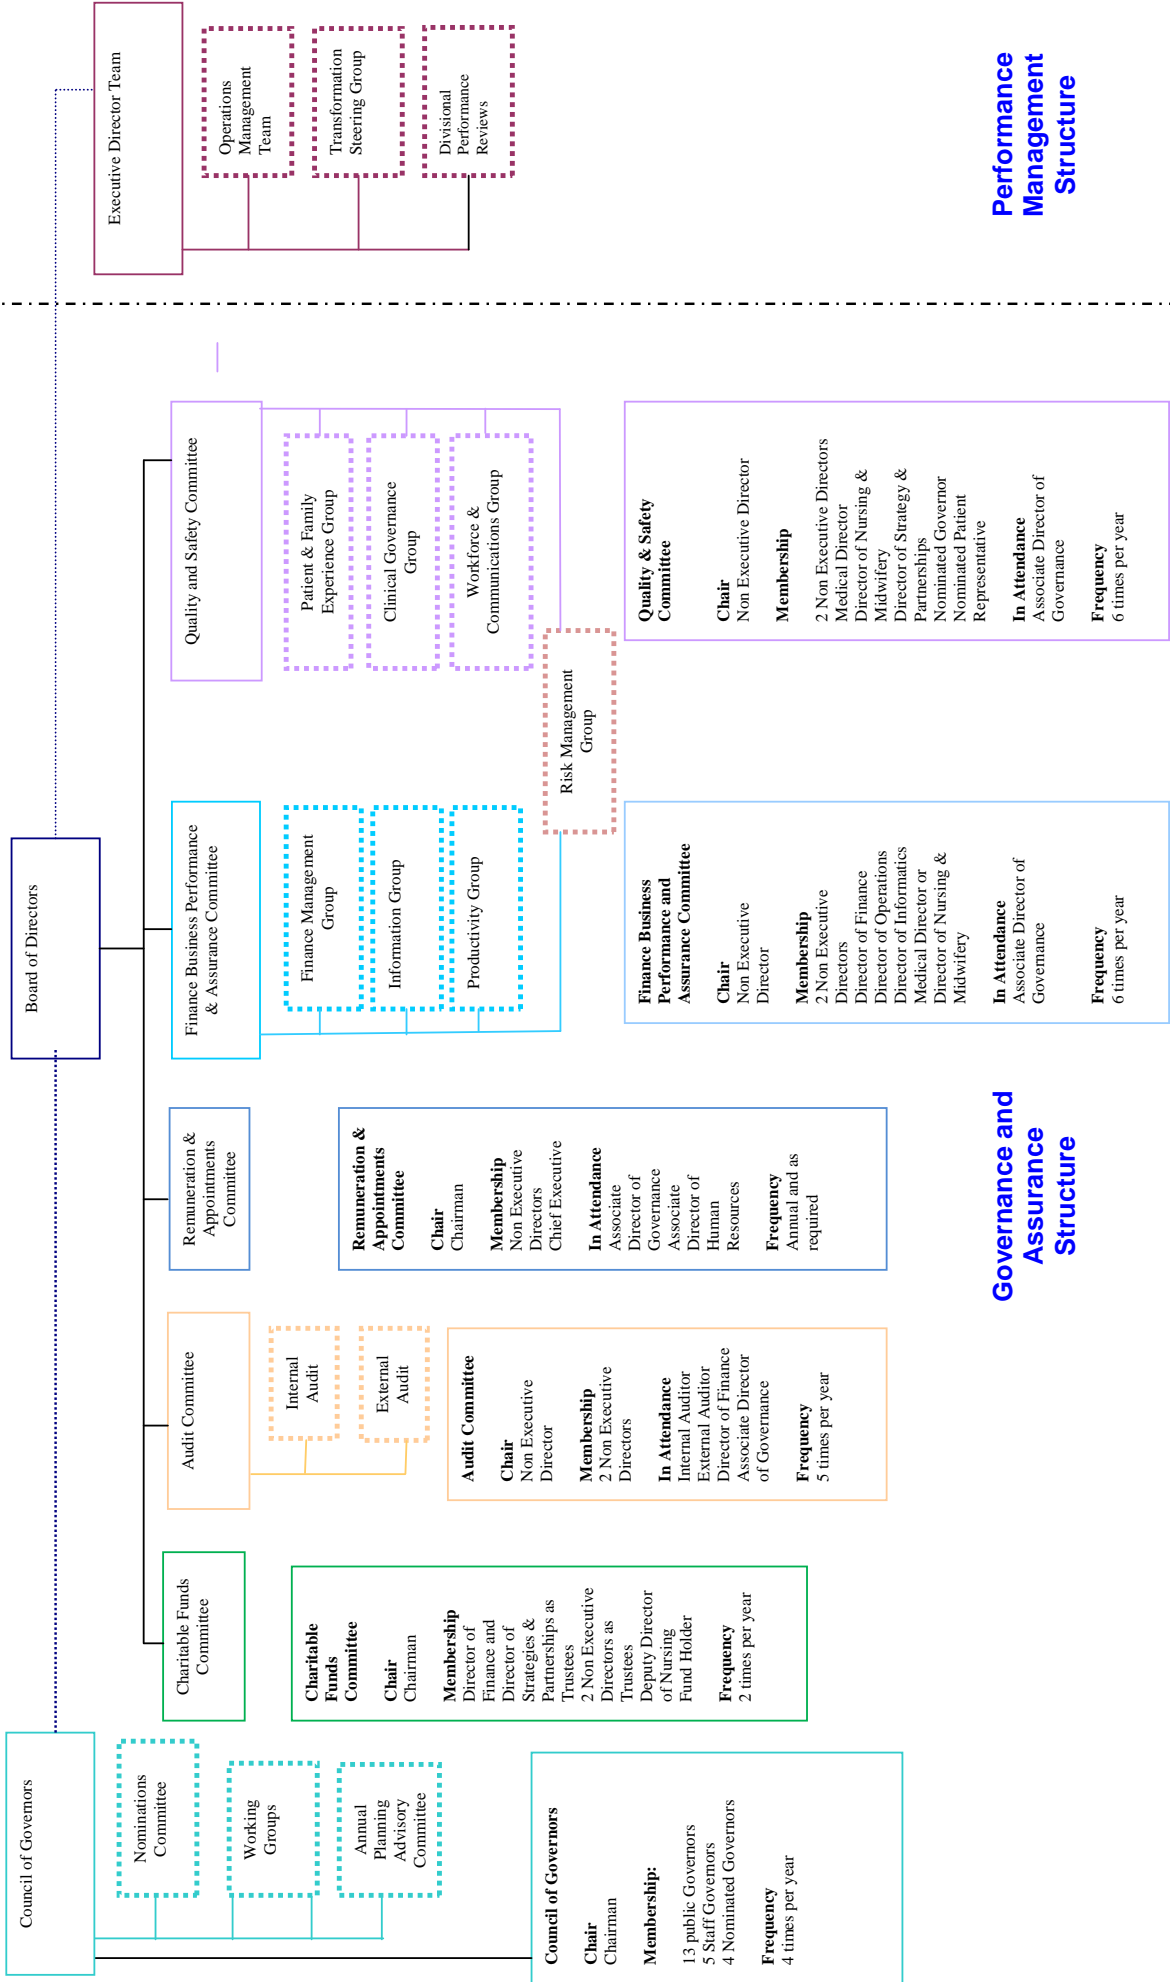 Council of Governors
Nominations
Committee
Working
Groups
Annual
Planning
Advisory
Committee
Council of Governors
Chair
Chairman
Membership:
13 public Governors
5 Staff Governors
4 Nominated Governors
Frequency
4 times per year
Board of Directors
Charitable Funds
Committee
Charitable
Funds
Committee
Chair
Chairman
Membership
Director of
Finance and
Director of
Strategies &
Partnerships as
Trustees
2 Non Executive
Directors as
Trustees
Deputy Director
of Nursing
Fund Holder
Frequency
2 times per year
Audit Committee
Internal
Audit
External
Audit
Audit Committee
Chair
Non Executive
Director
Membership
2 Non Executive
Directors
In Attendance
Internal Auditor
External Auditor
Director of Finance
Associate Director
of Governance
Frequency
5 times per year
Remuneration &
Appointments
Committee
Remuneration &
Appointments
Committee
Chair
Chairman
Membership
Non Executive
Directors
Chief Executive
In Attendance
Associate
Director of
Governance
Associate
Director of
Human
Resources
Frequency
Annual and as
required
Finance Business Performance
& Assurance Committee
Finance Management
Group
Information Group
Productivity Group
Risk Management
Group
Finance Business
Performance and
Assurance Committee
Chair
Non Executive
Director
Membership
2 Non Executive
Directors
Director of Finance
Director of Operations
Director of Informatics
Medical Director or
Director of Nursing &
Midwifery
In Attendance
Associate Director of
Governance
Frequency
6 times per year
Quality and Safety Committee
Patient & Family
Experience Group
Clinical Governance
Group
Workforce &
Communications Group
Quality & Safety
Committee
Chair
Non Executive Director
Membership
2 Non Executive Directors
Medical Director
Director of Nursing &
Midwifery
Director of Strategy &
Partnerships
Nominated Governor
Nominated Patient
Representative
In Attendance
Associate Director of
Governance
Frequency
6 times per year
Governance and
Assurance
Structure
Executive Director Team
Operations
Management
Team
Transformation
Steering Group
Divisional
Performance
Reviews
Performance
Management
Structure